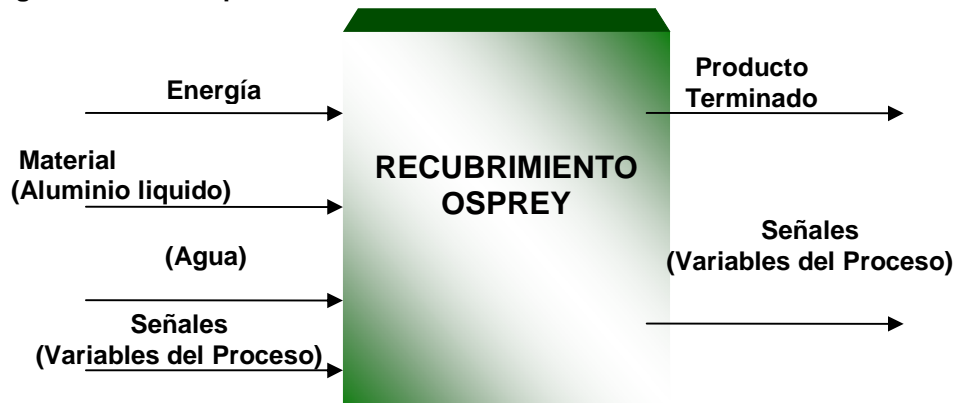 Energía
Material
(Aluminio liquido)
(Agua)
Señales
(Variables del Proceso)
RECUBRIMIENTO
OSPREY
Producto
Terminado
Señales
(Variables del Proceso)